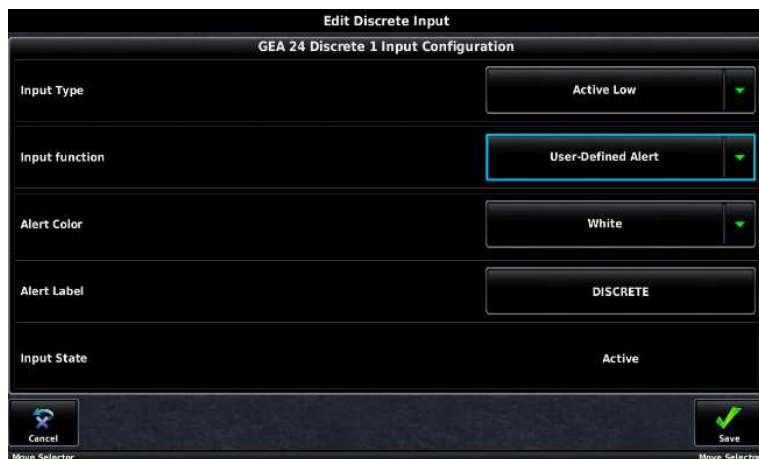 Edit Discrete Input
GEA 24 Discrete 1 Input Configuration
Input Type Active Low
Input function User-Defined Alert
Alert Color White
Alert Label DISCRETE
Input State Active
Cancel Save
Move Selector Move Selector